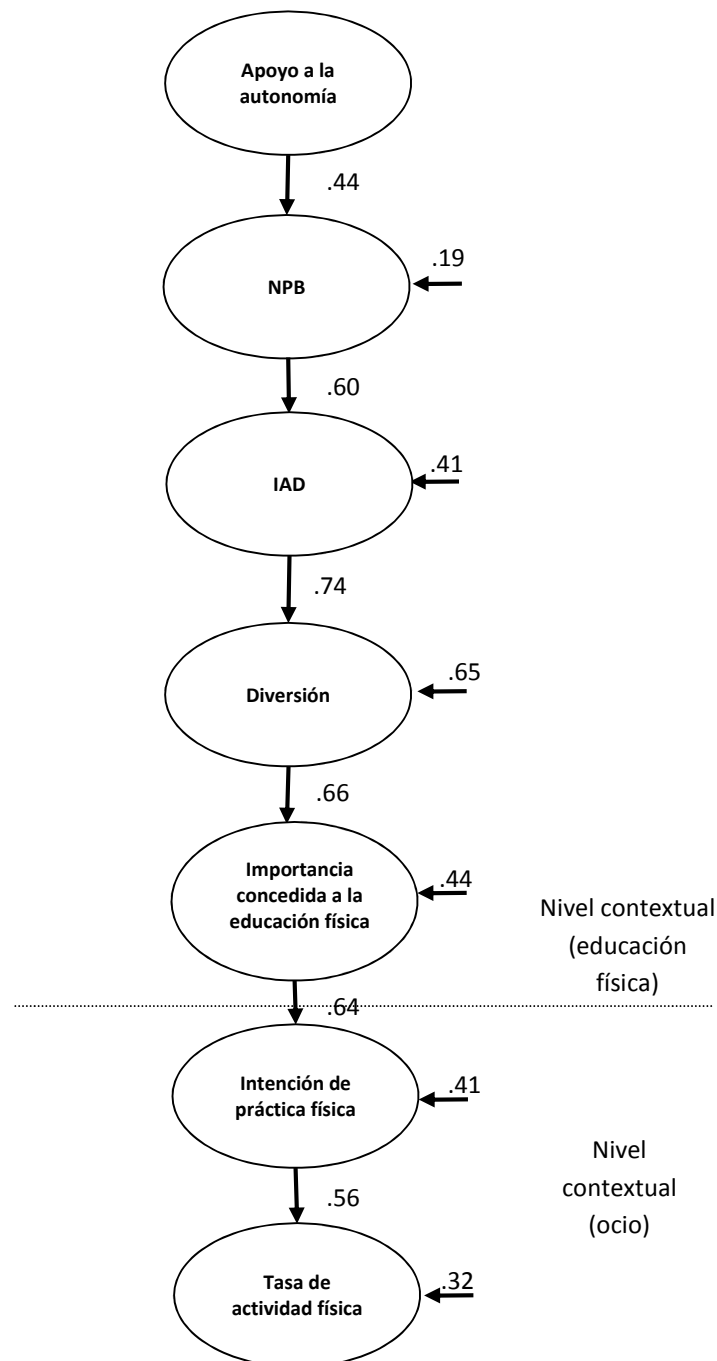 Apoyo a la
autonomía
.44
NPB
.19
.60
IAD
.41
.74
Diversión
.65
.66
Importancia
concedida a la
educación física
.44
Nivel contextual
(educación
física)
.64
Intención de
práctica física
.41
Nivel
contextual
(ocio)
.56
Tasa de
actividad física
.32